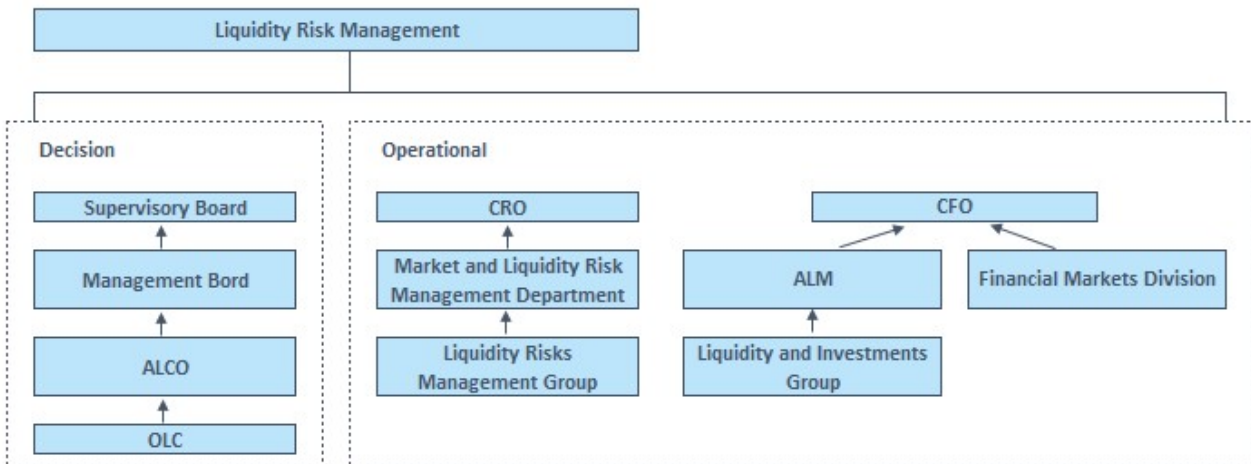 Liquidity Risk Management
Decision
Operational
Supervisory Board
CRO
CFO
Management Bord
Market and Liquidity Risk
Management Department
ALM
Financial Markets Division
ALCO
Liquidity Risks
Management Group
Liquidity and Investments
Group
OLC